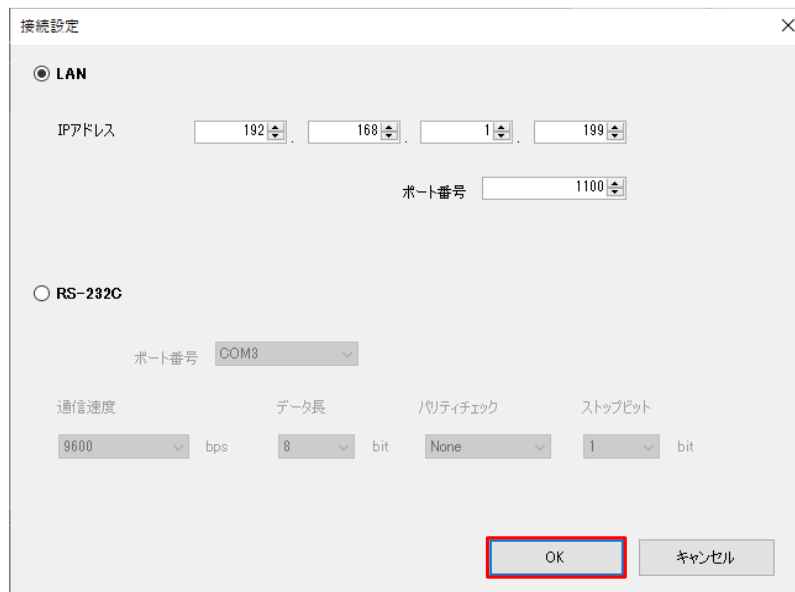 接続設定
LAN
IPアドレス 192 . 168 . 1 . 199
ポート番号 1100
RS-232C
ポート番号 COM3
通信速度 データ長 パリティチェック ストップビット
9600 bps 8 bit None 1 bit
OK キャンセル